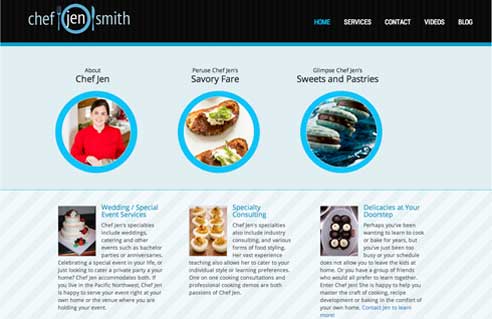 chef jen smith
HOME SERVICES CONTACT VIDEOS BLOG
About
Chef Jen
Peruse Chef Jen's
Savory Fare
Glimpse Chef Jen's
Sweets and Pastries
Wedding / Special
Event Services
Chef Jen's specialties
include weddings,
catering and other
events such as bachelor
parties or anniversaries.
Celebrating a special event in your life, or
just looking to cater a private party a your
home? Chef Jen accommodates both. If
you live in the Pacific Northwest, Chef Jen
is happy to serve your event right at your
own home or the venue where you are
holding your event.
Specialty
Consulting
Chef Jen's specialties
also include industry
consulting, and various
forms of food styling.
Her vast experience
teaching also allows her to cater to your
individual style or learning preferences.
One on one consulting or corporations and
professional cooking demos are both
passions of Chef Jen.
Delicacies at Your
Doorstep
Perhaps you've been
wanting to learn to cook
or bake for years, but
you've just been too
busy or your schedule
does not allow you to leave the kids at
home. Or you have a group of friends
who would all prefer to learn together.
Enter Chef Jen! She is happy to help you
master the craft of cooking, recipe
development or baking in the comfort of
your own home. Contact Jen to learn
more!